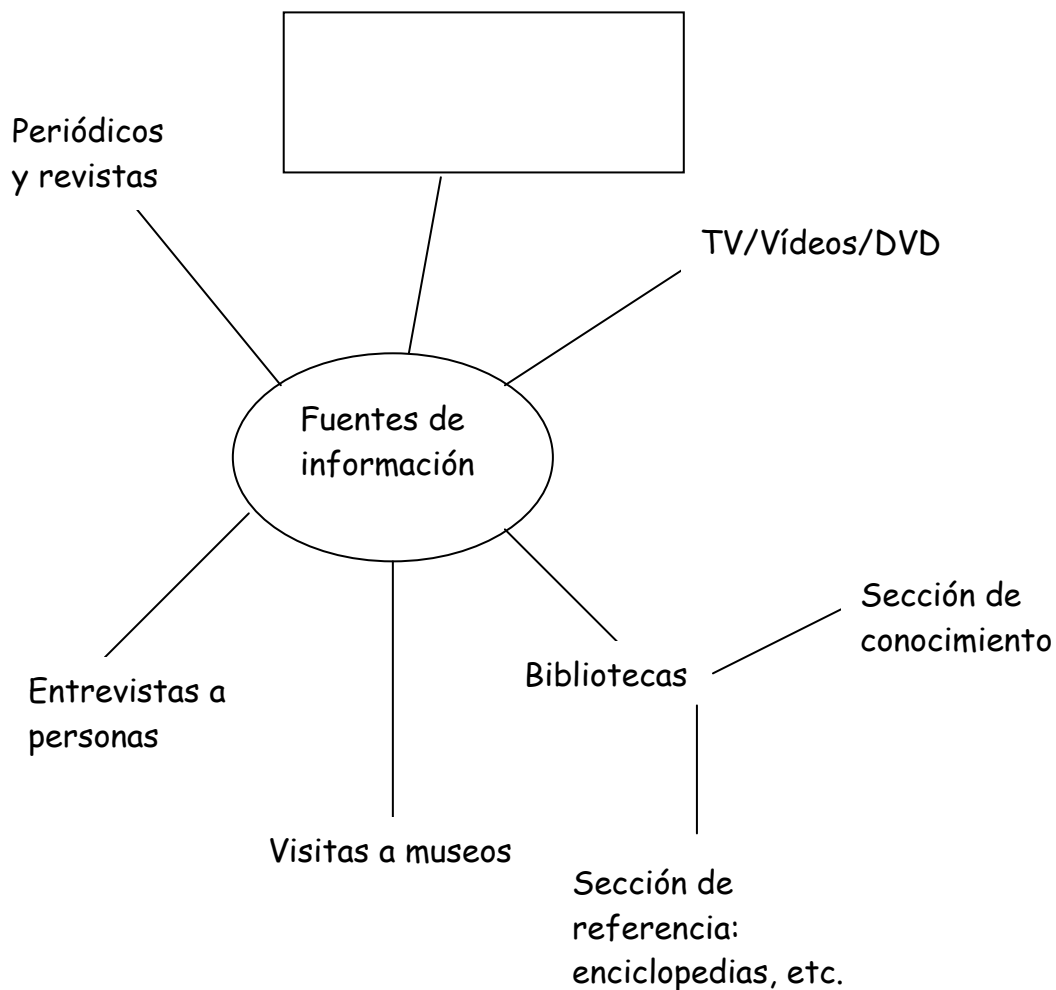 Periódicos
y revistas
TV/Vídeos/DVD
Fuentes de
información
Sección de
conocimiento
Bibliotecas
Entrevistas a
personas
Visitas a museos
Sección de
referencia:
enciclopedias, etc.